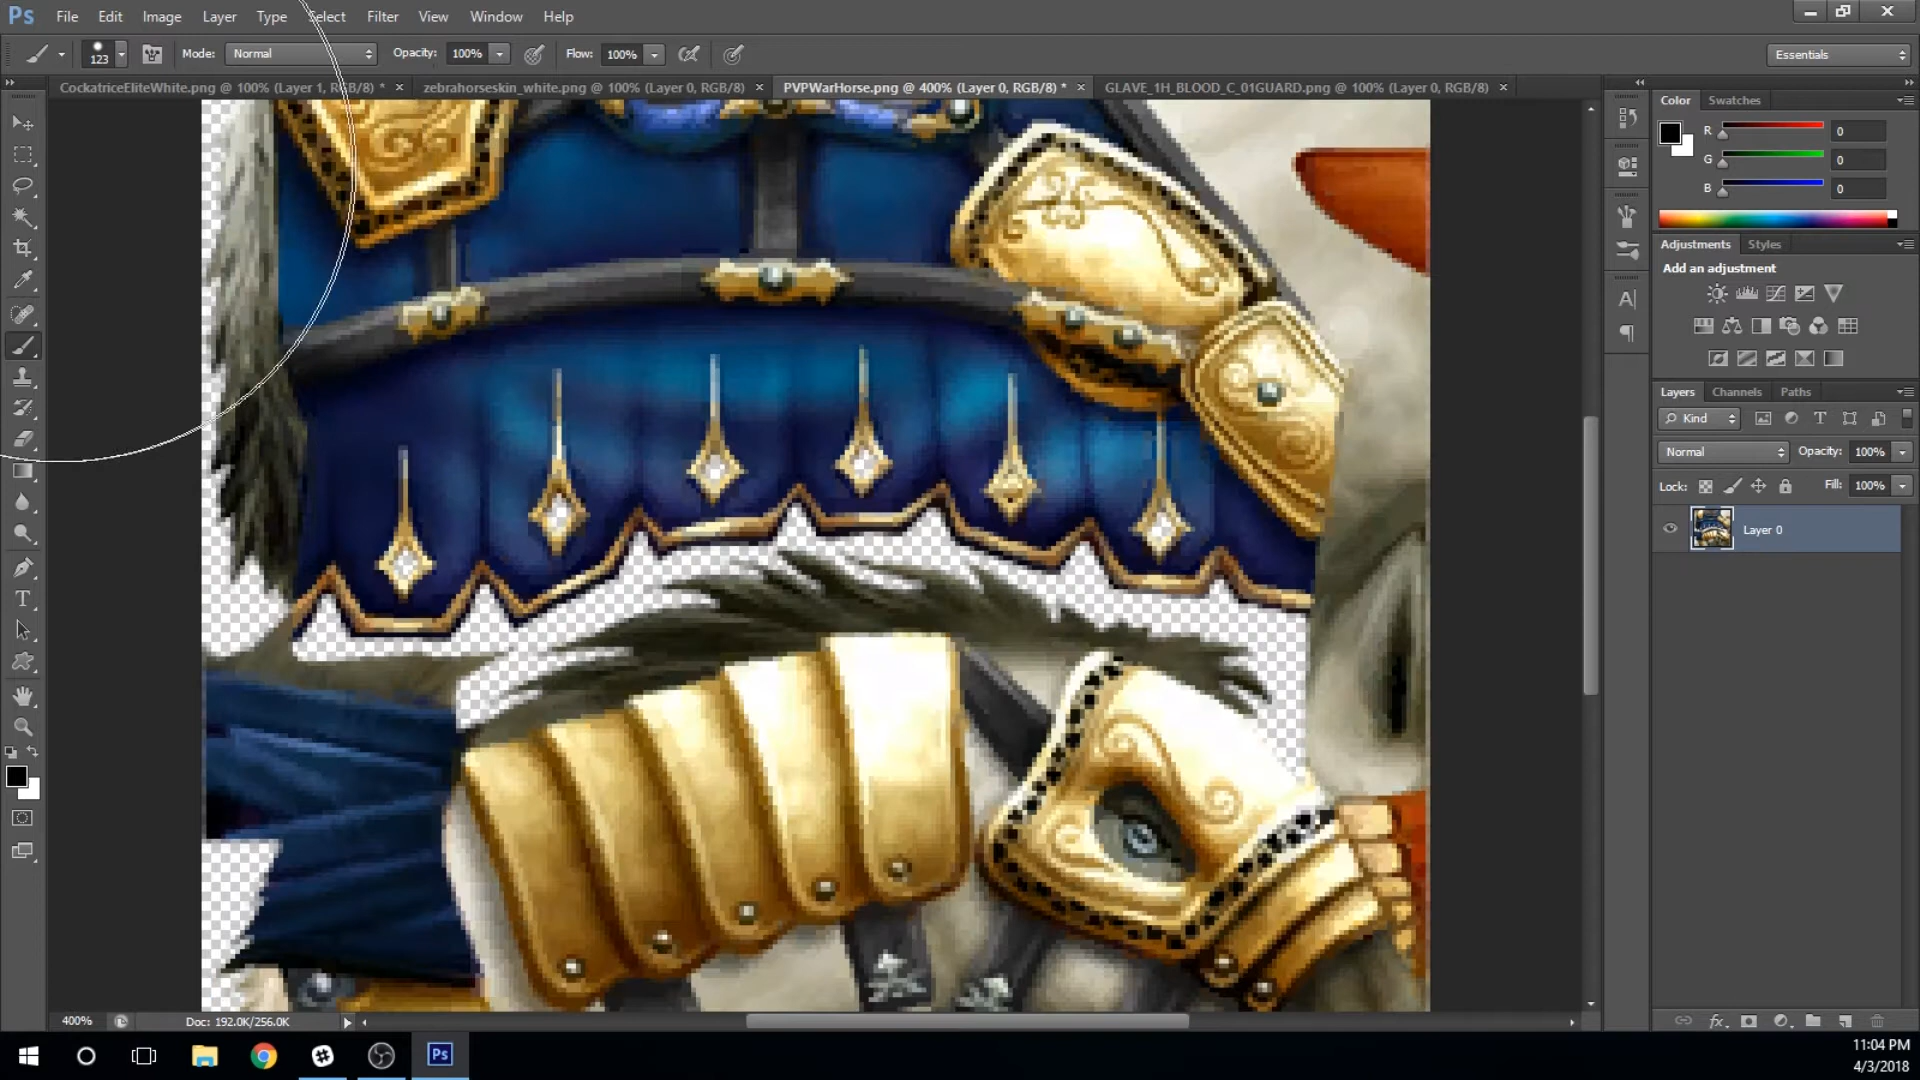 Ps File Edit Image Layer Type Select Filter View Window Help
123 Mode: Normal Opacity: 100% Flow: 100% Essentials
CockatriceEliteWhite.png @ 100% (Layer 1, RGB/8) * × zebrahorseskin_white.png @ 100% (Layer 0, RGB/8) × PVPWarHorse.png @ 400% (Layer 0, RGB/8) * × GLAVE_1H_BLOOD_C_01GUARD.png @ 100% (Layer 0, RGB/8) ×
Color Swatches
R 0
G 0
B 0
Adjustments Styles
Add an adjustment
Layers Channels Paths
Kind
Normal Opacity: 100%
Lock: Fill: 100%
Layer 0
400% Doc: 192.0K/256.0K
fx
Ps
11:04 PM
4/3/2018